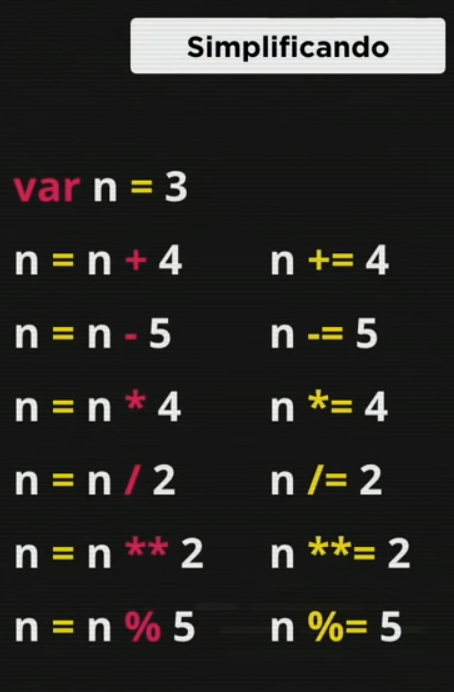 Simplificando
var n = 3
n = n + 4 n += 4
n = n - 5 n -= 5
n = n * 4 n *= 4
n = n / 2 n /= 2
n = n ** 2 n **= 2
n = n % 5 n %= 5